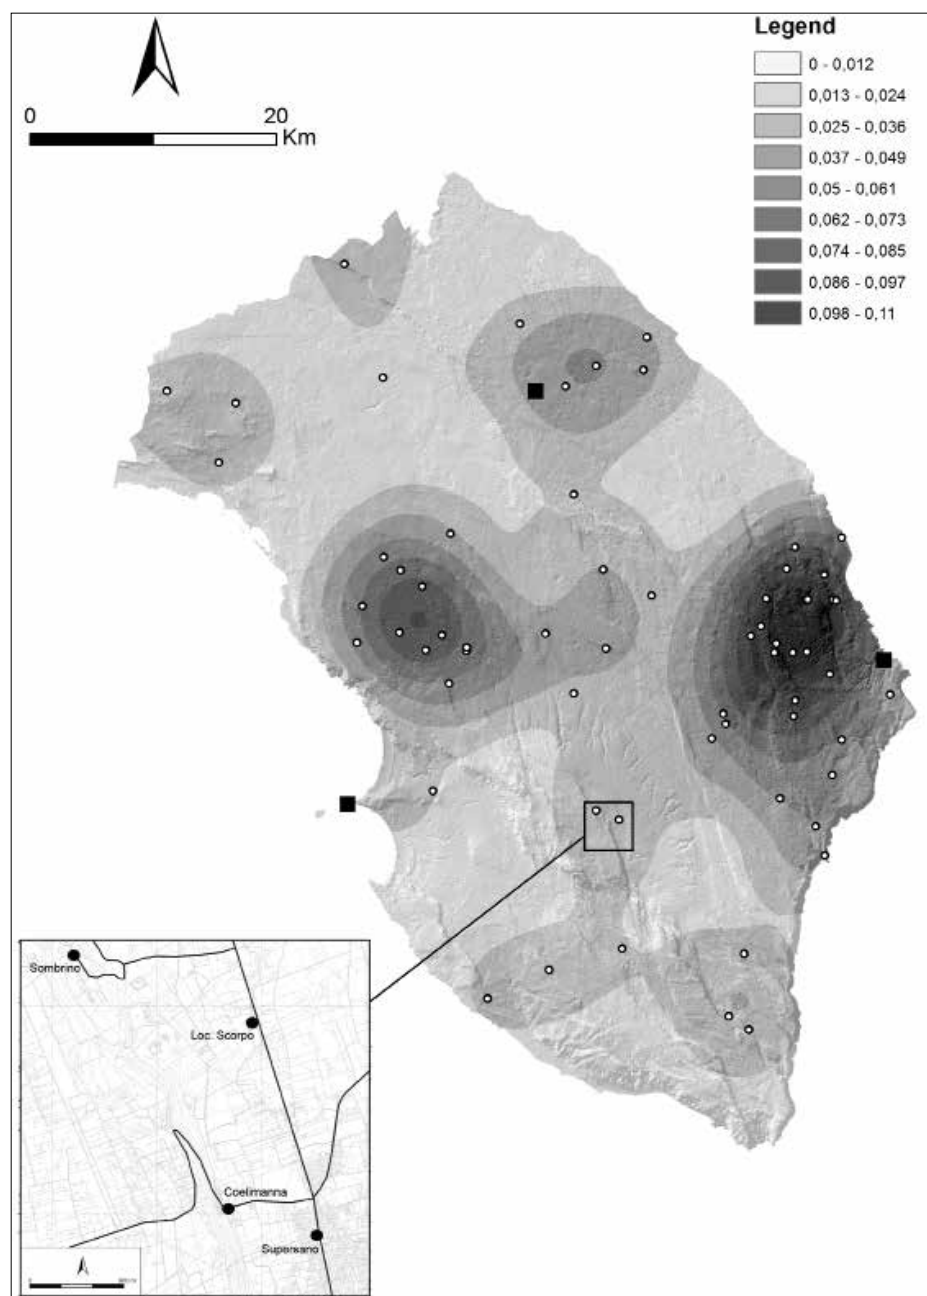 Legend
0 - 0,012
0,013 - 0,024
0,025 - 0,036
0,037 - 0,049
0,05 - 0,061
0,062 - 0,073
0,074 - 0,085
0,086 - 0,097
0,098 - 0,11
0 20
Km
Sombrino
Loc. Scorpo
Coelimanna
Supersano
0